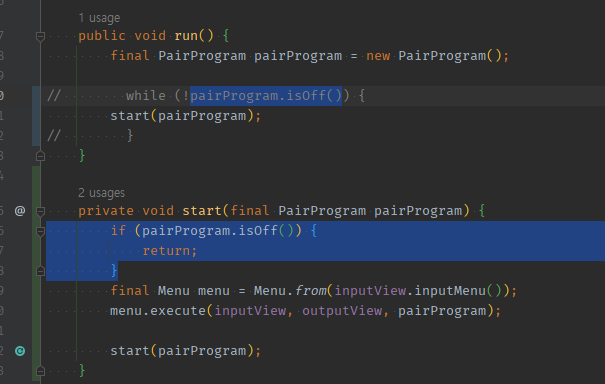 1 usage
public void run() {
final PairProgram pairProgram = new PairProgram();
// while (!pairProgram.isOff()) {
start(pairProgram);
// }
}
2 usages
@ private void start(final PairProgram pairProgram) {
if (pairProgram.isOff()) {
return;
}
final Menu menu = Menu.from(inputView.inputMenu());
menu.execute(inputView, outputView, pairProgram);
start(pairProgram);
}